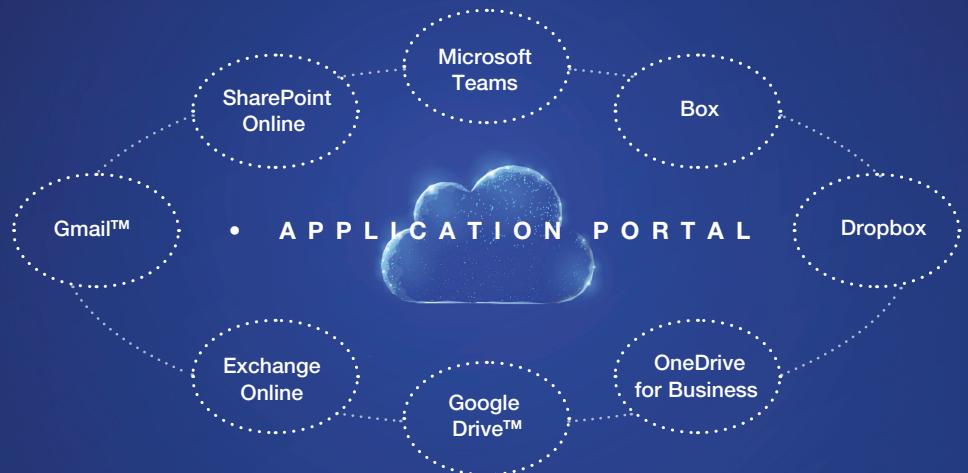 Microsoft
Teams
SharePoint
Online
Box
Gmail™
• APPLICATION PORTAL
Dropbox
Exchange
Online
Google
Drive™
OneDrive
for Business